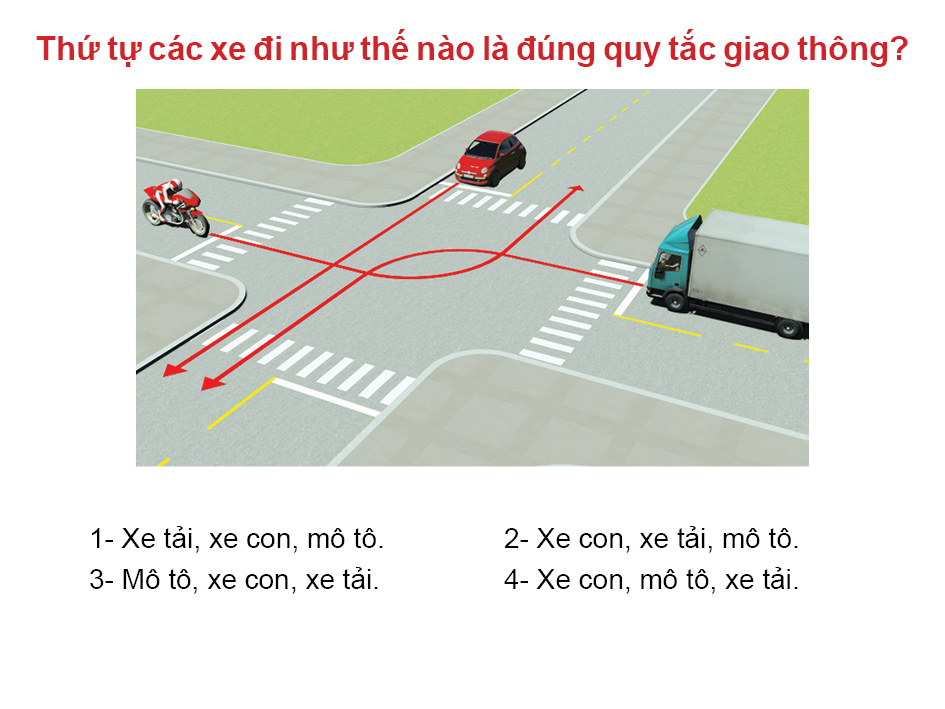 Thứ tự các xe đi như thế nào là đúng quy tắc giao thông?
1- Xe tải, xe con, mô tô.
2- Xe con, xe tải, mô tô.
3- Mô tô, xe con, xe tải.
4- Xe con, mô tô, xe tải.